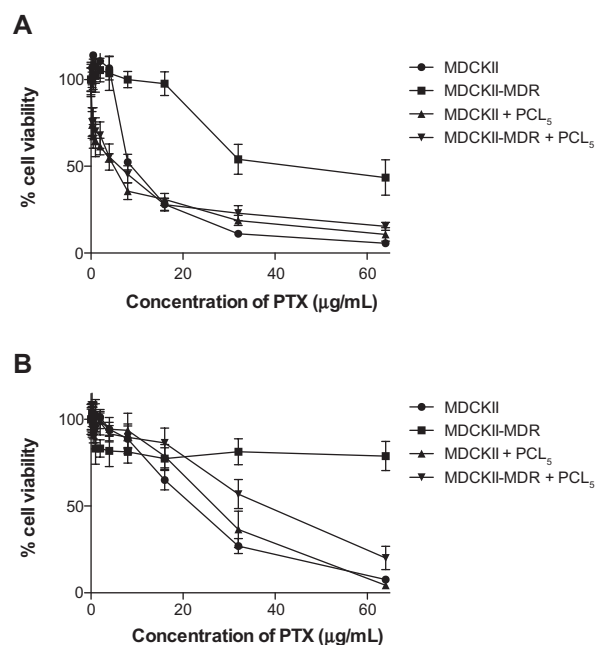 A
% cell viability
100
50
0
0
20
40
60
Concentration of PTX (μg/mL)
MDCKII
MDCKII-MDR
MDCKII + PCL₅
MDCKII-MDR + PCL₅
B
% cell viability
100
50
0
0
20
40
60
Concentration of PTX (μg/mL)
MDCKII
MDCKII-MDR
MDCKII + PCL₅
MDCKII-MDR + PCL₅